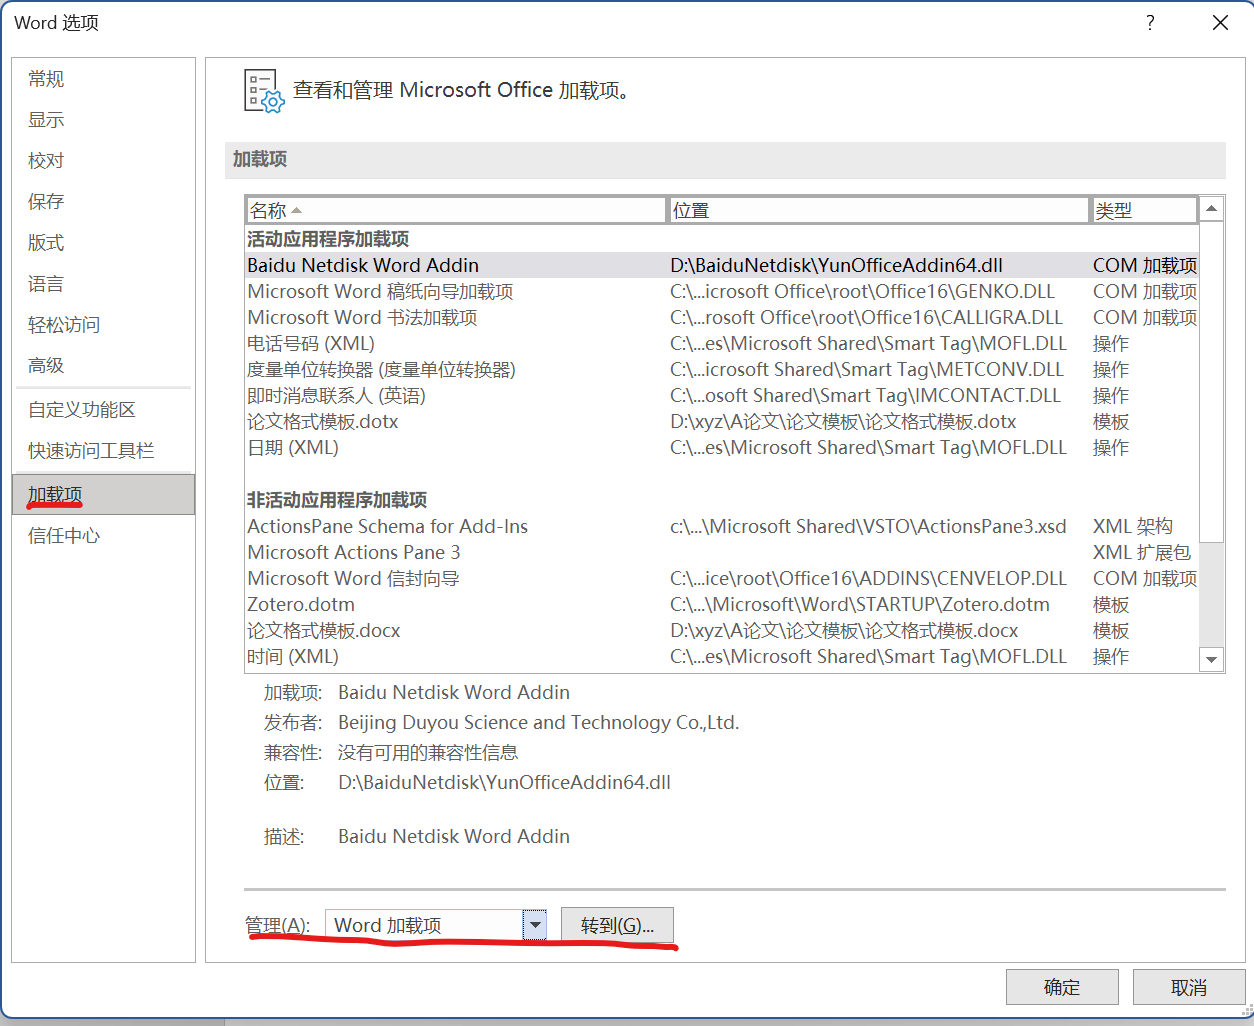 Word 选项
?
常规
显示
校对
保存
版式
语言
轻松访问
高级
自定义功能区
快速访问工具栏
加载项
信任中心
查看和管理 Microsoft Office 加载项。
加载项
名称 位置 类型
活动应用程序加载项
Baidu Netdisk Word Addin D:\BaiduNetdisk\YunOfficeAddin64.dll COM 加载项
Microsoft Word 稿纸向导加载项 C:\...icrosoft Office\root\Office16\GENKO.DLL COM 加载项
Microsoft Word 书法加载项 C:\...rosoft Office\root\Office16\CALLIGRA.DLL COM 加载项
电话号码 (XML) C:\...es\Microsoft Shared\Smart Tag\MOFL.DLL 操作
度量单位转换器 (度量单位转换器) C:\...icrosoft Shared\Smart Tag\METCONV.DLL 操作
即时消息联系人 (英语) C:\...osoft Shared\Smart Tag\IMCONTACT.DLL 操作
论文格式模板.dotx D:\xyz\A论文\论文模板\论文格式模板.dotx 模板
日期 (XML) C:\...es\Microsoft Shared\Smart Tag\MOFL.DLL 操作
非活动应用程序加载项
ActionsPane Schema for Add-Ins c:\...\Microsoft Shared\VSTO\ActionsPane3.xsd XML 架构
Microsoft Actions Pane 3 XML 扩展包
Microsoft Word 信封向导 C:\...ice\root\Office16\ADDINS\CENVELOP.DLL COM 加载项
Zotero.dotm C:\...\Microsoft\Word\STARTUP\Zotero.dotm 模板
论文格式模板.docx D:\xyz\A论文\论文模板\论文格式模板.docx 模板
时间 (XML) C:\...es\Microsoft Shared\Smart Tag\MOFL.DLL 操作
加载项: Baidu Netdisk Word Addin
发布者: Beijing Duyou Science and Technology Co.,Ltd.
兼容性: 没有可用的兼容性信息
位置: D:\BaiduNetdisk\YunOfficeAddin64.dll
描述: Baidu Netdisk Word Addin
管理(A): Word 加载项 转到(G)...
确定 取消